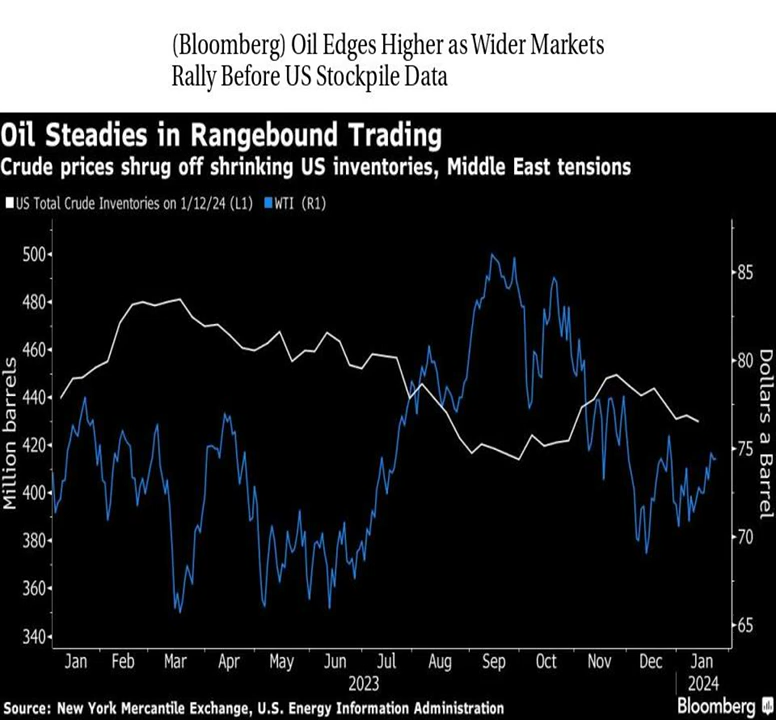 (Bloomberg) Oil Edges Higher as Wider Markets
Rally Before US Stockpile Data
Oil Steadies in Rangebound Trading
Crude prices shrug off shrinking US inventories, Middle East tensions
US Total Crude Inventories on 1/12/24 (L1) WTI (R1)
Million barrels
500
480
460
440
420
400
380
360
340
85
80
75
70
65
Dollars a Barrel
Jan Feb Mar Apr May Jun Jul Aug Sep Oct Nov Dec Jan
2023 2024
Source: New York Mercantile Exchange, U.S. Energy Information Administration
Bloomberg